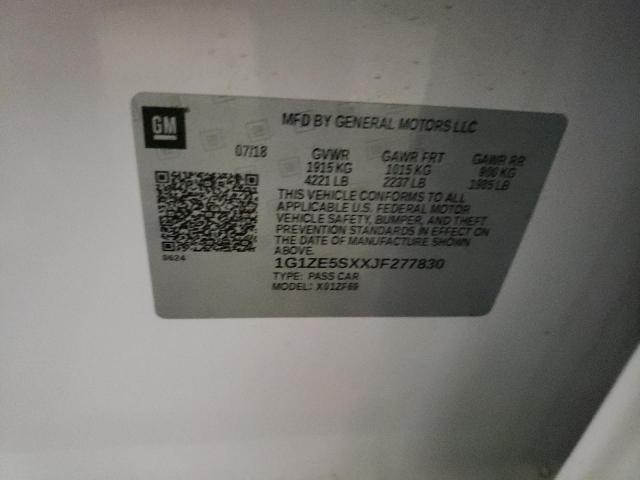 GM
MFD BY GENERAL MOTORS LLC
07/18 GVWR GAWR FRT GAWR RR
1915 KG 1015 KG 900 KG
4221 LB 2237 LB 1985 LB
THIS VEHICLE CONFORMS TO ALL
APPLICABLE U.S. FEDERAL MOTOR
VEHICLE SAFETY, BUMPER, AND THEFT
PREVENTION STANDARDS IN EFFECT ON
THE DATE OF MANUFACTURE SHOWN
ABOVE.
0624
1G1ZE5SXXJF277830
TYPE: PASS CAR
MODEL: X01ZF69